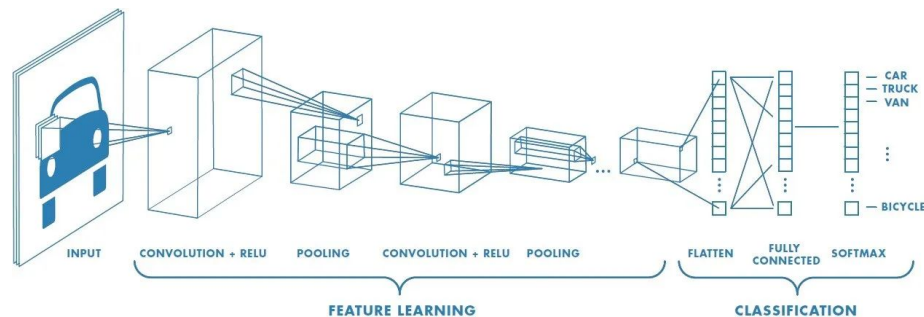 CAR
TRUCK
VAN
BICYCLE
INPUT
CONVOLUTION + RELU
POOLING
CONVOLUTION + RELU
POOLING
FLATTEN
FULLY
CONNECTED
SOFTMAX
FEATURE LEARNING
CLASSIFICATION